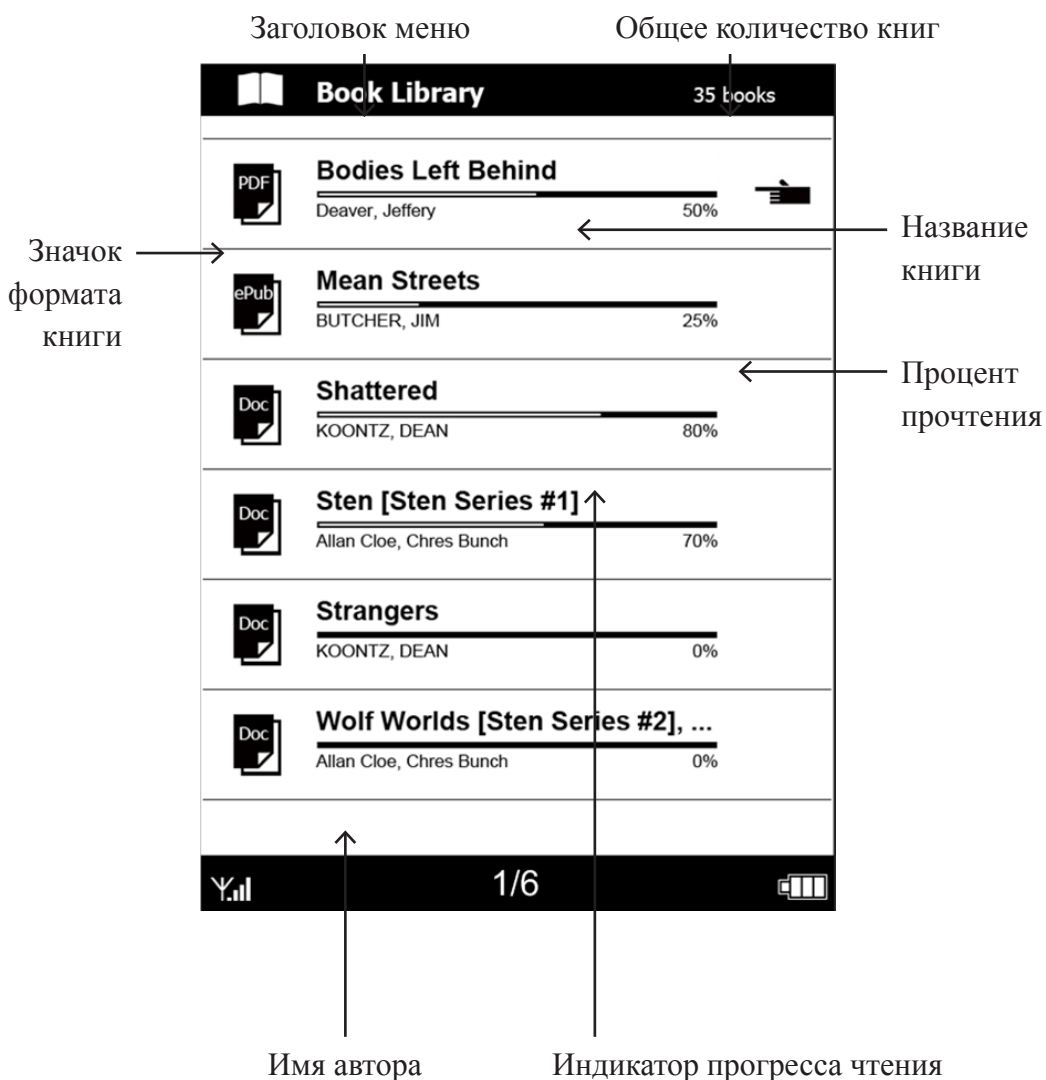 Заголовок меню
Общее количество книг
Book Library
35 books
PDF
Bodies Left Behind
Deaver, Jeffery
50%
Название
книги
Значок
формата
книги
ePub
Mean Streets
BUTCHER, JIM
25%
Процент
прочтения
Doc
Shattered
KOONTZ, DEAN
80%
Doc
Sten [Sten Series #1]
Allan Cloe, Chres Bunch
70%
Doc
Strangers
KOONTZ, DEAN
0%
Doc
Wolf Worlds [Sten Series #2], ...
Allan Cloe, Chres Bunch
0%
1/6
Имя автора
Индикатор прогресса чтения